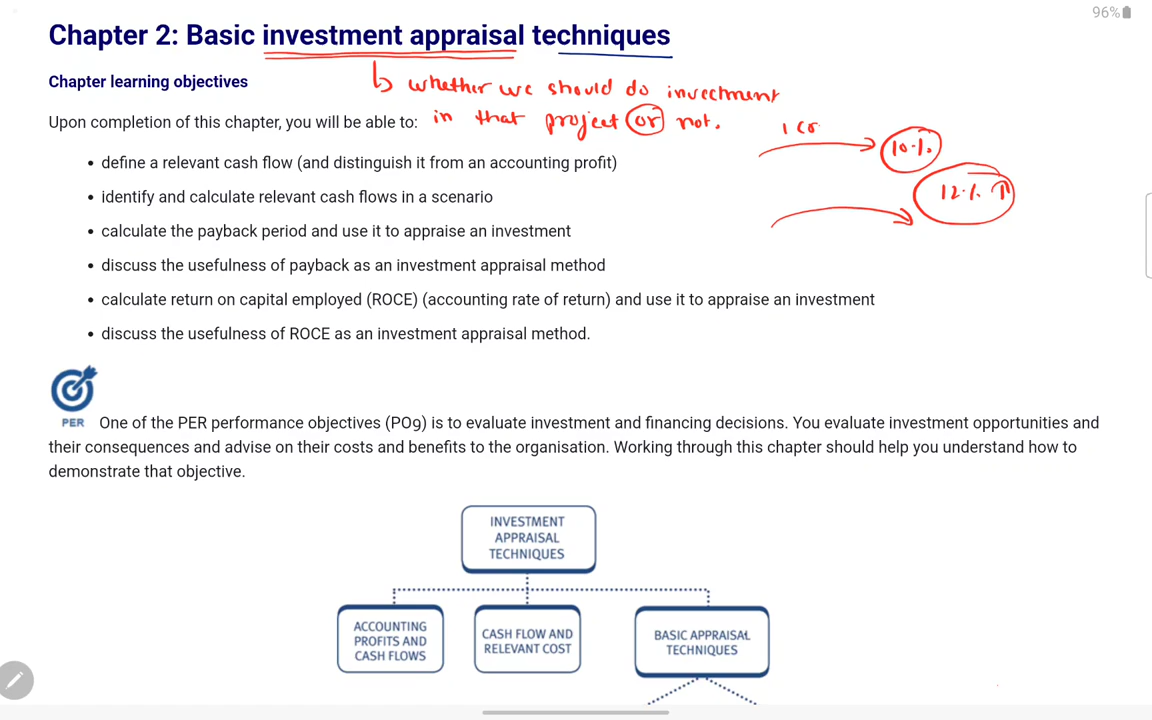 96%
Chapter 2: Basic investment appraisal techniques
Chapter learning objectives
↳ whether we should do investment
Upon completion of this chapter, you will be able to:
in that project or not.
1 cr
10%.
12% ↑
• define a relevant cash flow (and distinguish it from an accounting profit)
• identify and calculate relevant cash flows in a scenario
• calculate the payback period and use it to appraise an investment
• discuss the usefulness of payback as an investment appraisal method
• calculate return on capital employed (ROCE) (accounting rate of return) and use it to appraise an investment
• discuss the usefulness of ROCE as an investment appraisal method.
PER
One of the PER performance objectives (PO9) is to evaluate investment and financing decisions. You evaluate investment opportunities and
their consequences and advise on their costs and benefits to the organisation. Working through this chapter should help you understand how to
demonstrate that objective.
INVESTMENT
APPRAISAL
TECHNIQUES
ACCOUNTING
PROFITS AND
CASH FLOWS
CASH FLOW AND
RELEVANT COST
BASIC APPRAISAL
TECHNIQUES